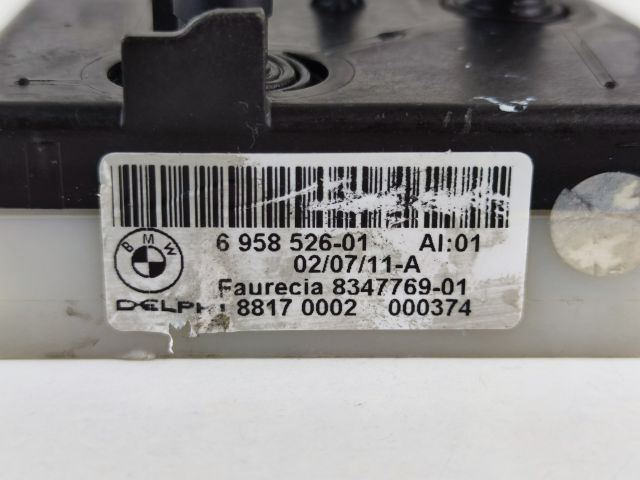 6 958 526-01 AI:01
BMW
02/07/11-A
Faurecia 8347769-01
DELPHI 8817 0002 000374